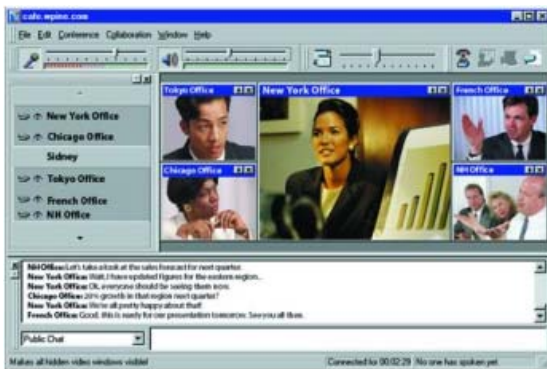 cafe.wpine.com
File Edit Conference Collaboration Window Help
Tokyo Office
New York Office
French Office
New York Office
Chicago Office
Sidney
Tokyo Office
French Office
NH Office
Chicago Office
NH Office
NH Office: Let's take a look at the sales forecast for next quarter.
New York Office: Wait, I have updated figures for the eastern region...
New York Office: Ok, everyone should be seeing them now.
Chicago Office: 20% growth in that region next quarter?
New York Office: We're all pretty happy about that!
French Office: Good, this is ready for our presentation tomorrow. See you all then.
Public Chat
Makes all hidden video windows visible!
Connected for 00:02:29 No one has spoken yet